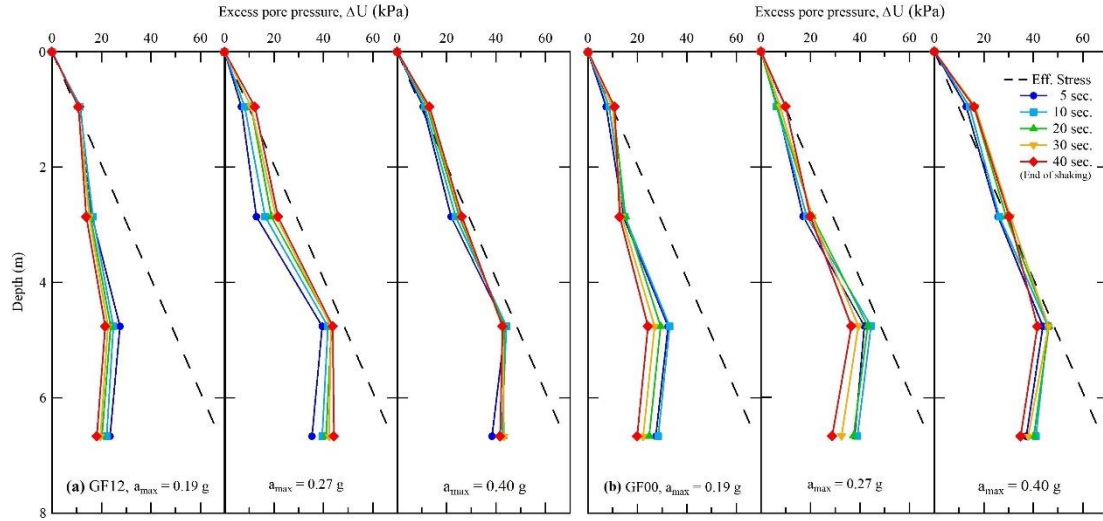 Excess pore pressure, ΔU (kPa)
Excess pore pressure, ΔU (kPa)
0 20 40 60 0 20 40 60 0 20 40 60 0 20 40 60 0 20 40 60 0 20 40 60
0
2
4
6
8
Depth (m)
Eff. Stress
5 sec.
10 sec.
20 sec.
30 sec.
40 sec.
(End of shaking)
(a) GF12, amax = 0.19 g
amax = 0.27 g
amax = 0.40 g
(b) GF00, amax = 0.19 g
amax = 0.27 g
amax = 0.40 g